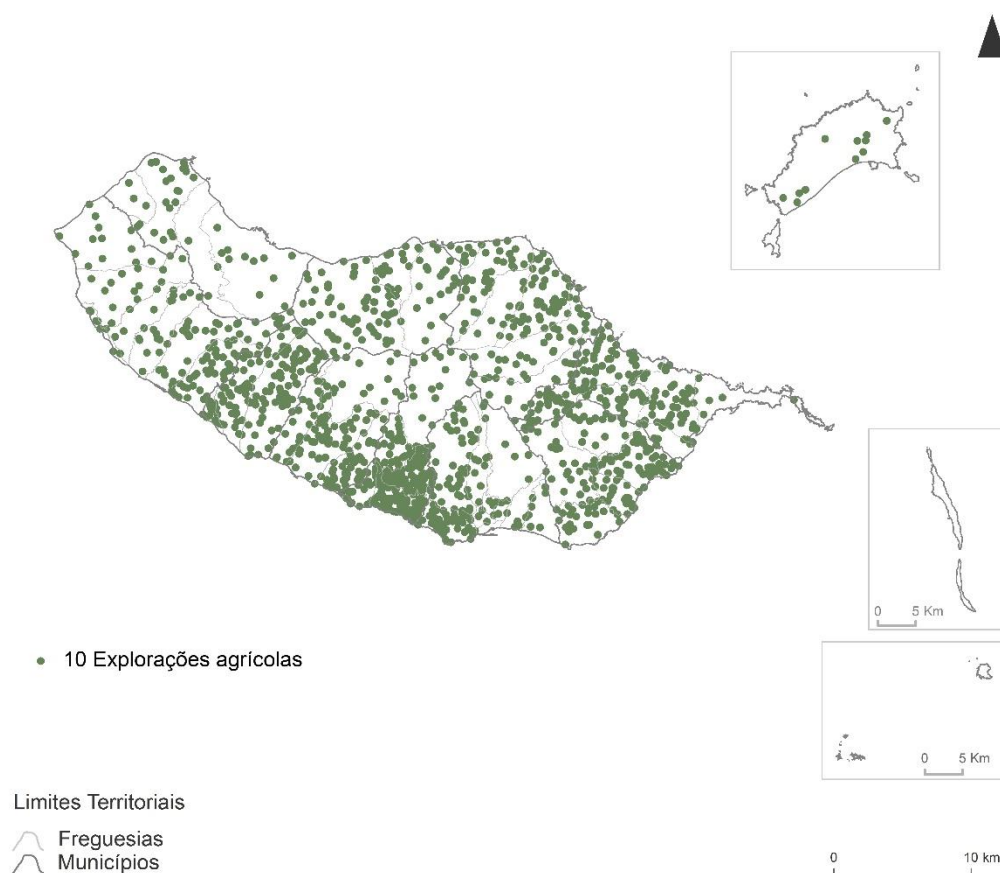 0 5 Km
10 Explorações agrícolas
0 5 Km
Limites Territoriais
Freguesias
Municípios
0 10 km